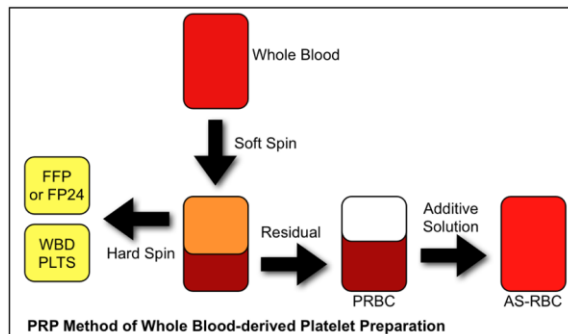 Whole Blood
Soft Spin
FFP
or FP24
WBD
PLTS
Hard Spin
Residual
PRBC
Additive
Solution
AS-RBC
PRP Method of Whole Blood-derived Platelet Preparation